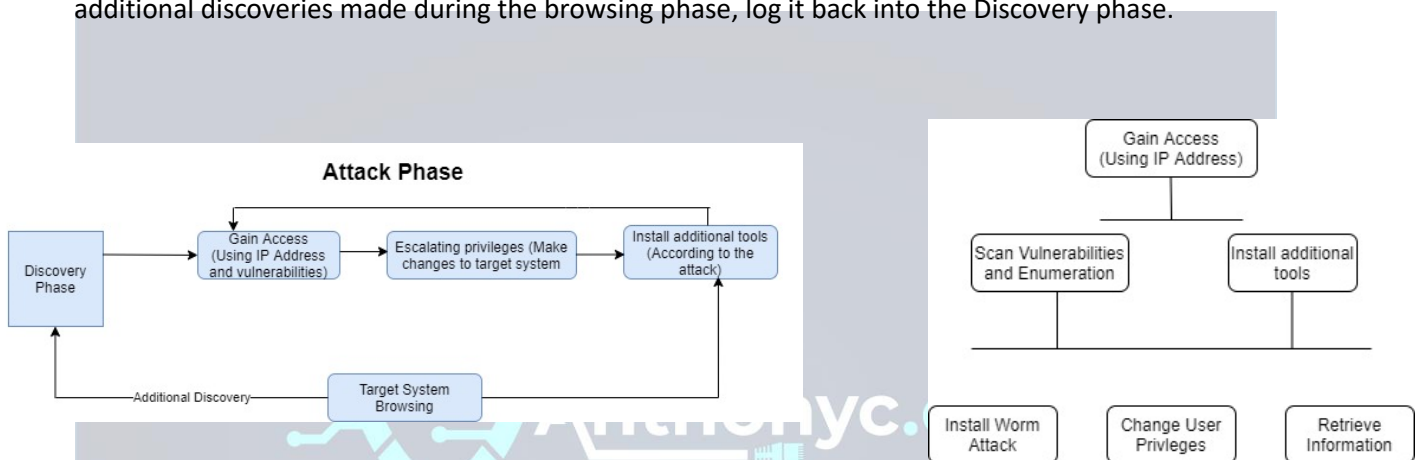 additional discoveries made during the browsing phase, log it back into the Discovery phase.
Attack Phase
Discovery
Phase
Gain Access
(Using IP Address
and vulnerabilities)
Escalating privileges (Make
changes to target system
Install additional tools
(According to the
attack)
Additional Discovery
Target System
Browsing
Gain Access
(Using IP Address)
Scan Vulnerabilities
and Enumeration
Install additional
tools
Install Worm
Attack
Change User
Privleges
Retrieve
Information